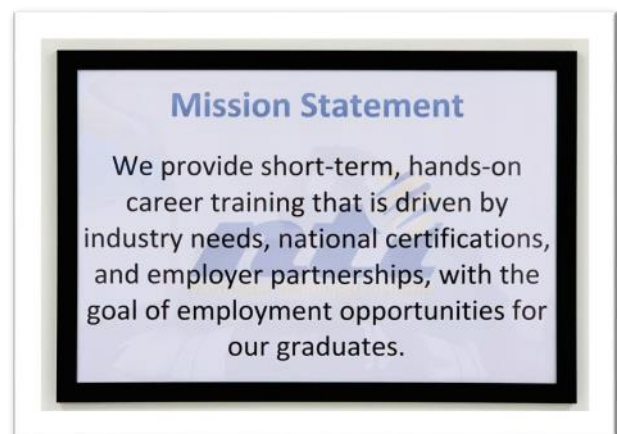 Mission Statement
We provide short-term, hands-on
career training that is driven by
industry needs, national certifications,
and employer partnerships, with the
goal of employment opportunities for
our graduates.
nti